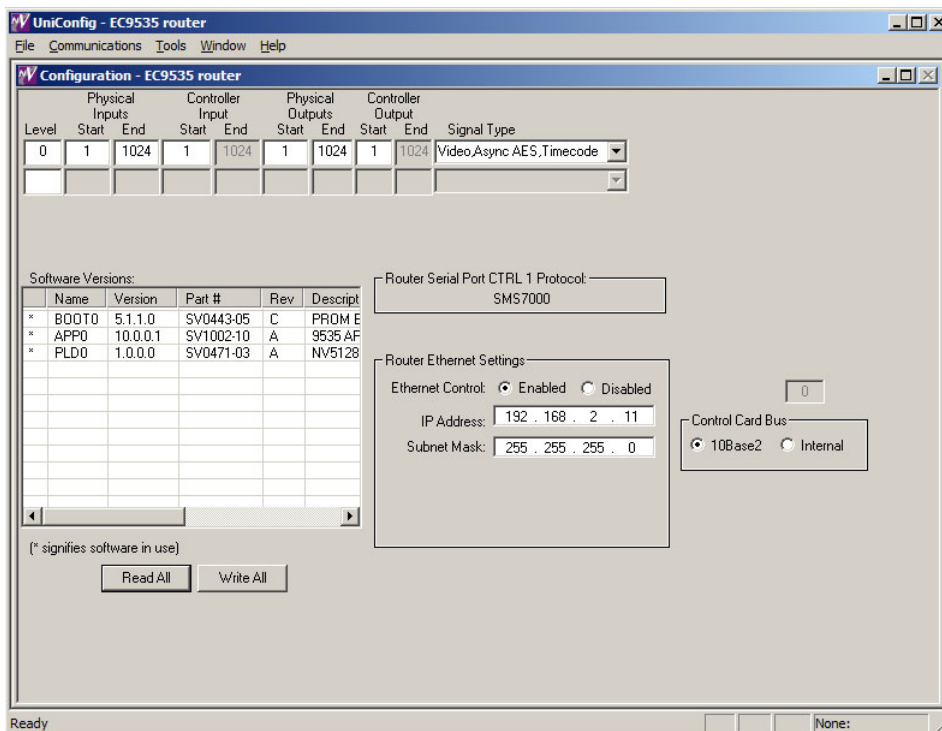 UniConfig - EC9535 router
File Communications Tools Window Help
Configuration - EC9535 router
Physical Inputs Controller Input Physical Outputs Controller Output
Level Start End Start End Start End Start End Signal Type
0 1 1024 1 1024 1 1024 1 1024 Video,Async AES,Timecode
Software Versions:
Name Version Part # Rev Descript
* BOOT0 5.1.1.0 SV0443-05 C PROM E
* APP0 10.0.0.1 SV1002-10 A 9535 AF
* PLD0 1.0.0.0 SV0471-03 A NV5128
(* signifies software in use)
Read All Write All
Router Serial Port CTRL 1 Protocol:
SMS7000
Router Ethernet Settings
Ethernet Control: Enabled Disabled
IP Address: 192 . 168 . 2 . 11
Subnet Mask: 255 . 255 . 255 . 0
0
Control Card Bus
10Base2 Internal
Ready None: